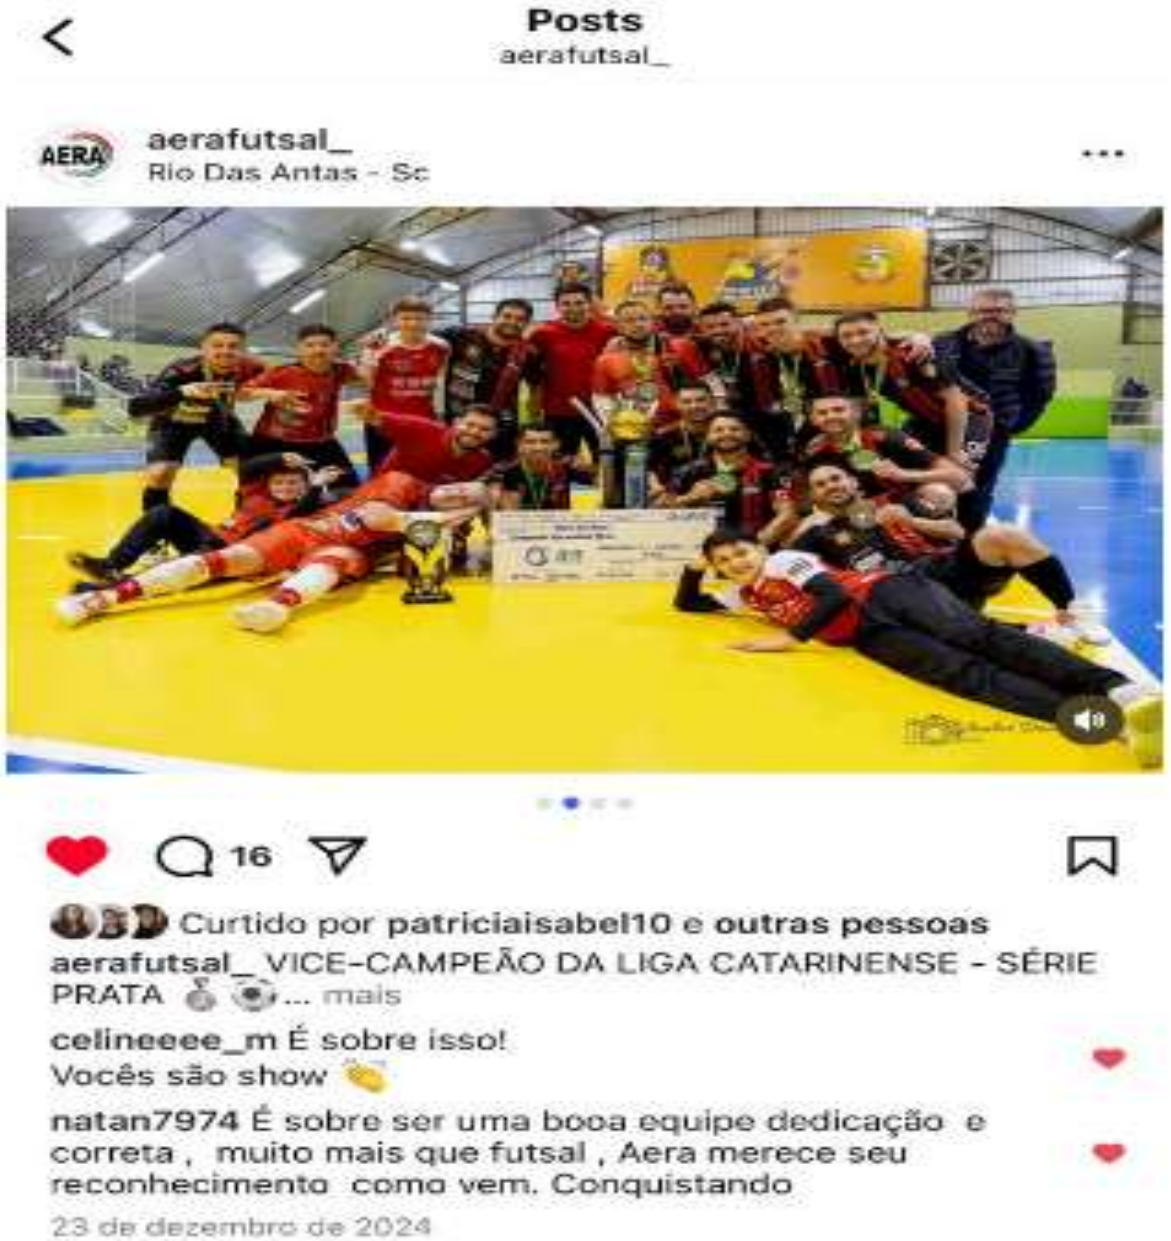 Posts
aerafutsal_
AERA
aerafutsal_
Rio Das Antas - Sc
16
Curtido por patriciaisabel10 e outras pessoas
aerafutsal_ VICE-CAMPEÃO DA LIGA CATARINENSE - SÉRIE
PRATA 🥈⚽... mais
celineeee_m É sobre isso!
Vocês são show 👏
natan7974 É sobre ser uma booa equipe dedicação e
correta , muito mais que futsal , Aera merece seu
reconhecimento como vem. Conquistando
23 de dezembro de 2024